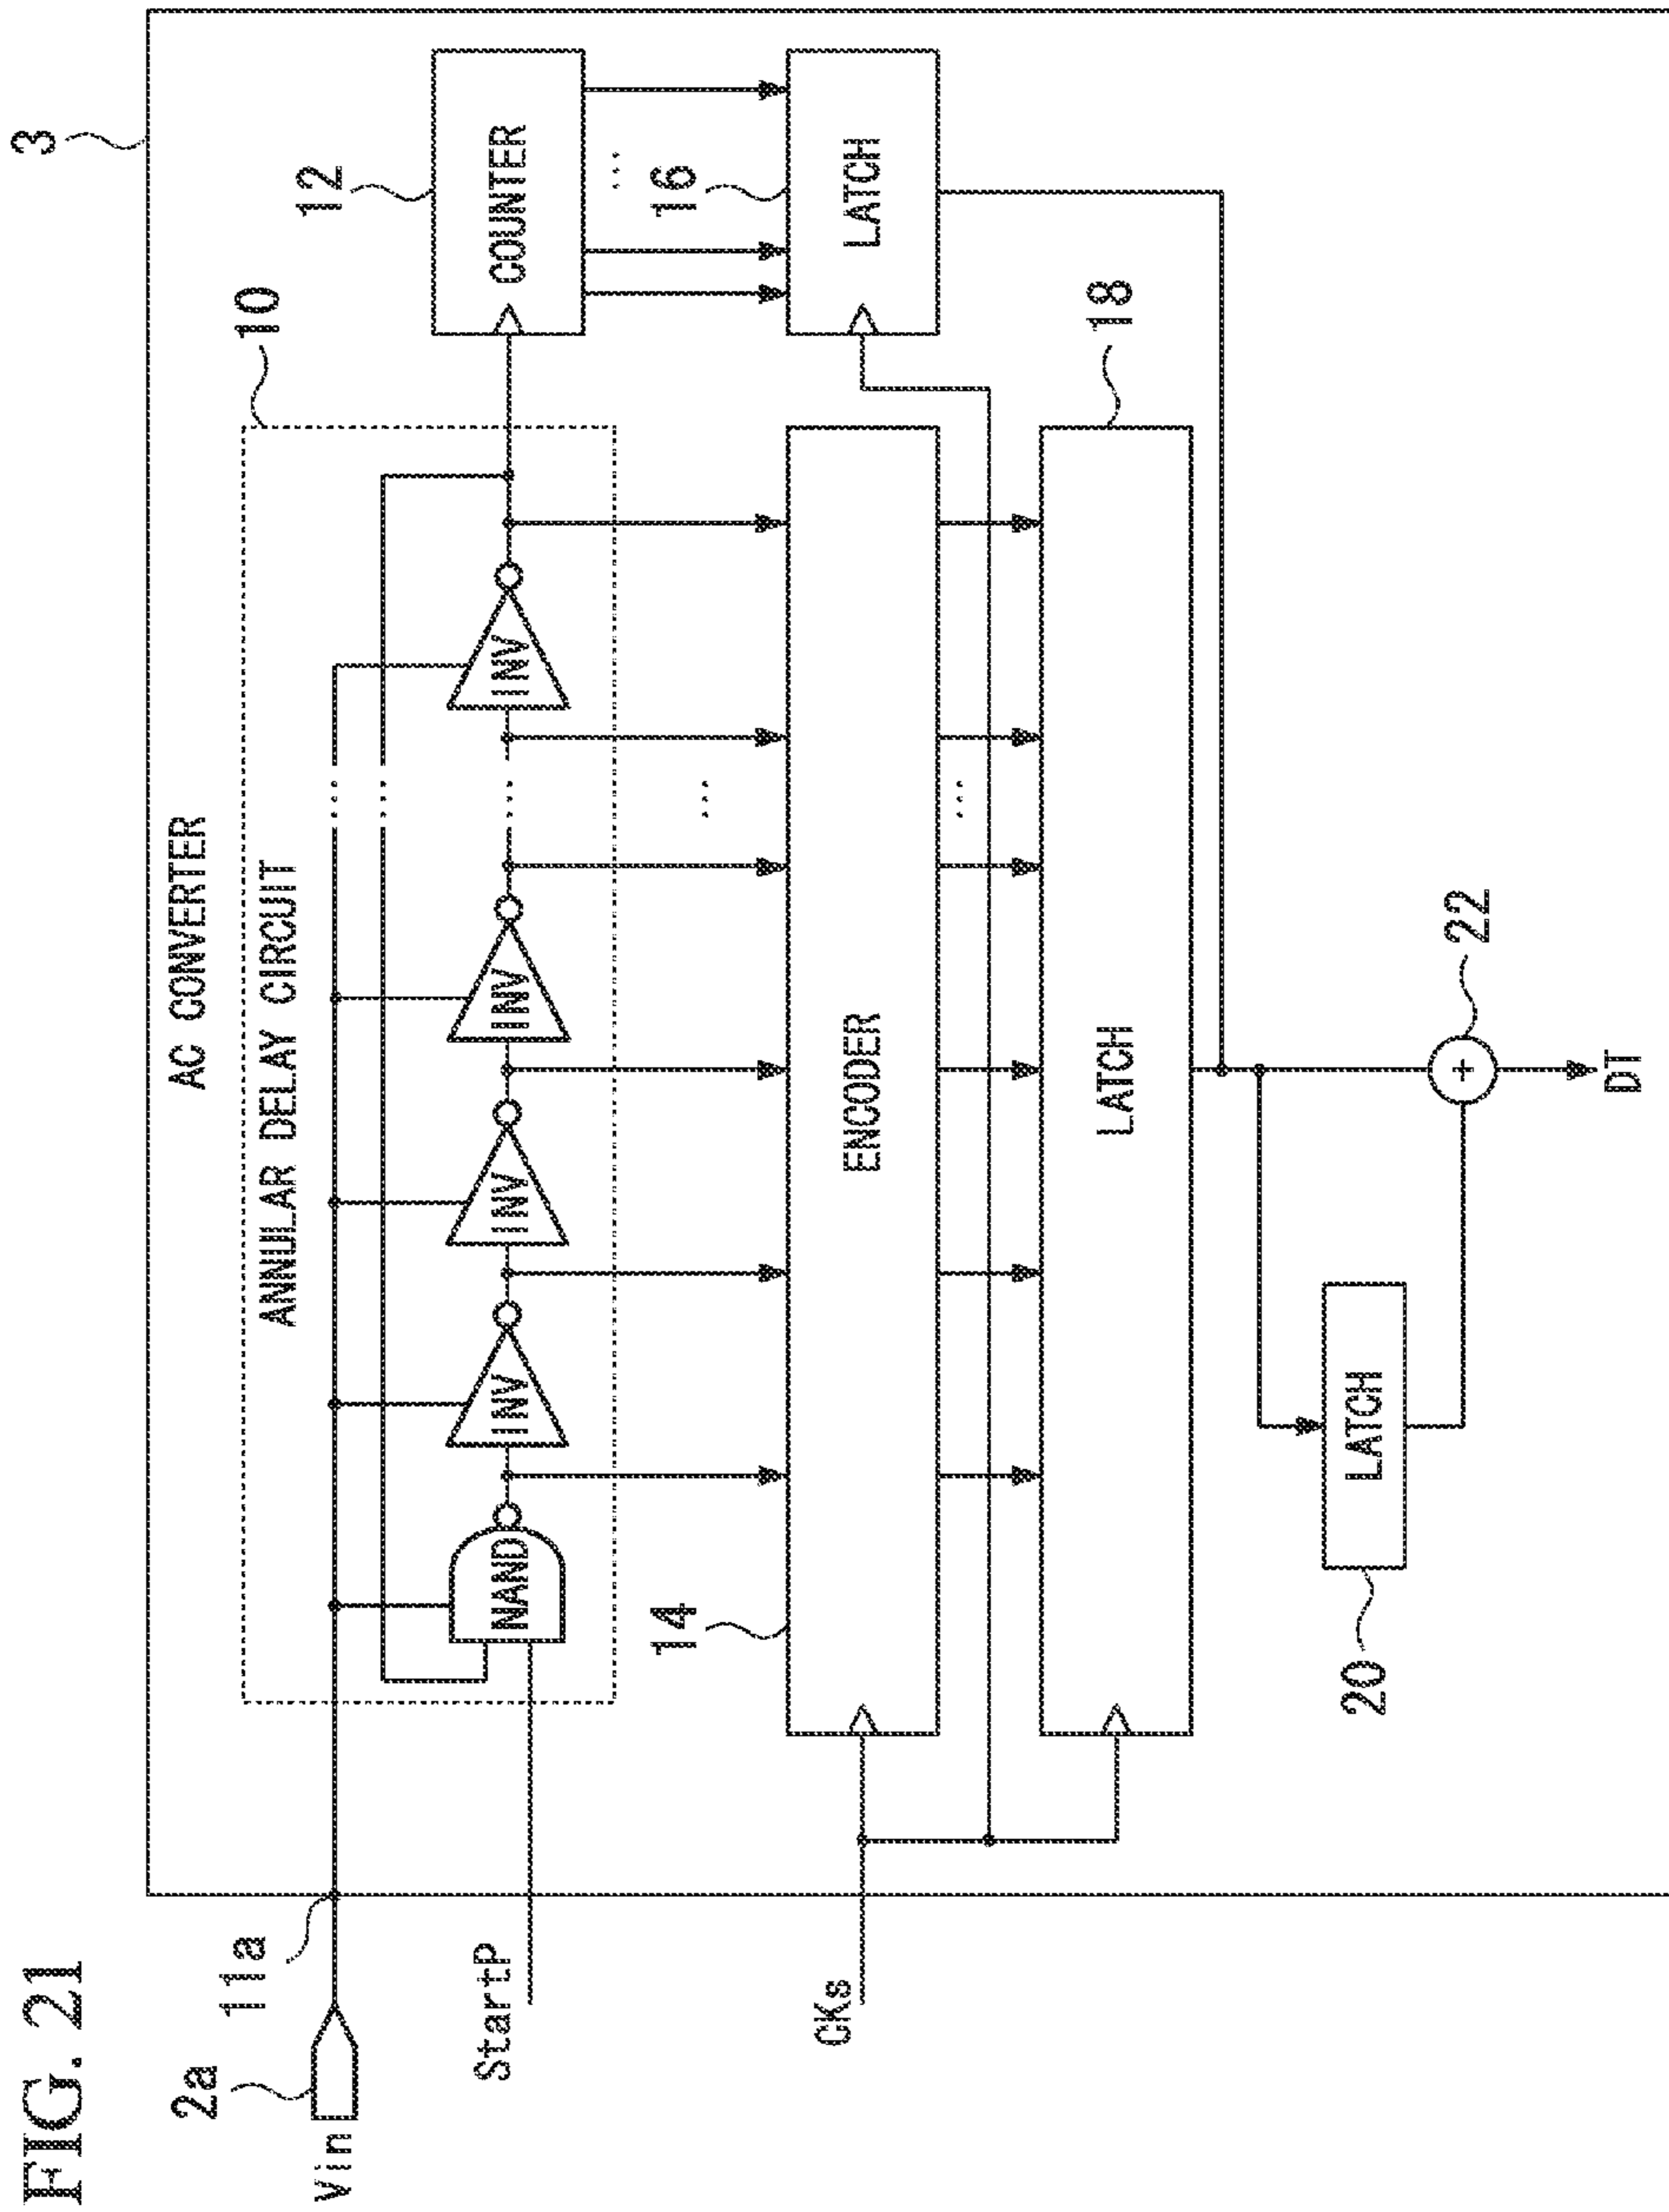 FIG. 21
3
AC CONVERTER
10
ANNULAR DELAY CIRCUIT
12
COUNTER
2a
11a
Vin
NAND
INV
INV
INV
INV
...
...
...
StartP
...
...
14
16
ENCODER
LATCH
CKs
...
18
LATCH
20
LATCH
22
+
DT